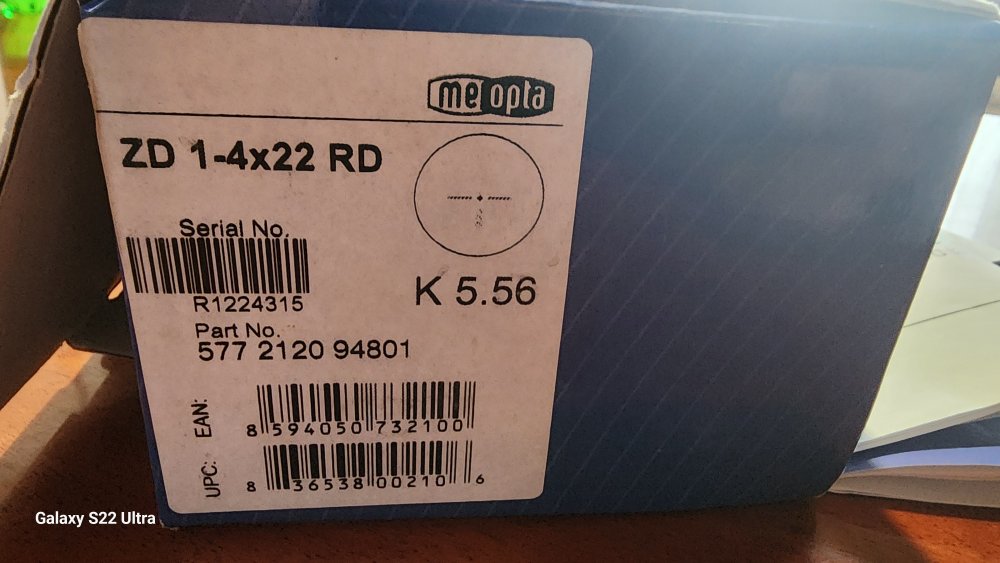 meopta
ZD 1-4x22 RD
Serial No.
R1224315
K 5.56
Part No.
577 2120 94801
EAN:
8 594050 732100
UPC:
8 36538 00210 6
Galaxy S22 Ultra